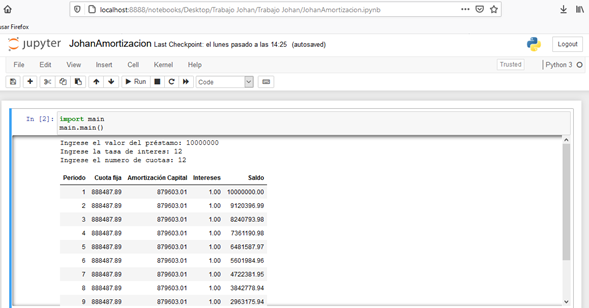 localhost:8888/notebooks/Desktop/Trabajo Johan/Trabajo Johan/JohanAmortizacion.ipynb
usar Firefox
jupyter JohanAmortizacion Last Checkpoint: el lunes pasado a las 14:25 (autosaved)
Logout
File Edit View Insert Cell Kernel Help
Trusted
Python 3
Run
Code
In [2]: import main
main.main()
Ingrese el valor del préstamo: 10000000
Ingrese la tasa de interes: 12
Ingrese el numero de cuotas: 12
Periodo Cuota fija Amortización Capital Intereses Saldo
1 888487.89 879603.01 1.00 10000000.00
2 888487.89 879603.01 1.00 9120396.99
3 888487.89 879603.01 1.00 8240793.98
4 888487.89 879603.01 1.00 7361190.98
5 888487.89 879603.01 1.00 6481587.97
6 888487.89 879603.01 1.00 5601984.96
7 888487.89 879603.01 1.00 4722381.95
8 888487.89 879603.01 1.00 3842778.94
9 888487.89 879603.01 1.00 2963175.94